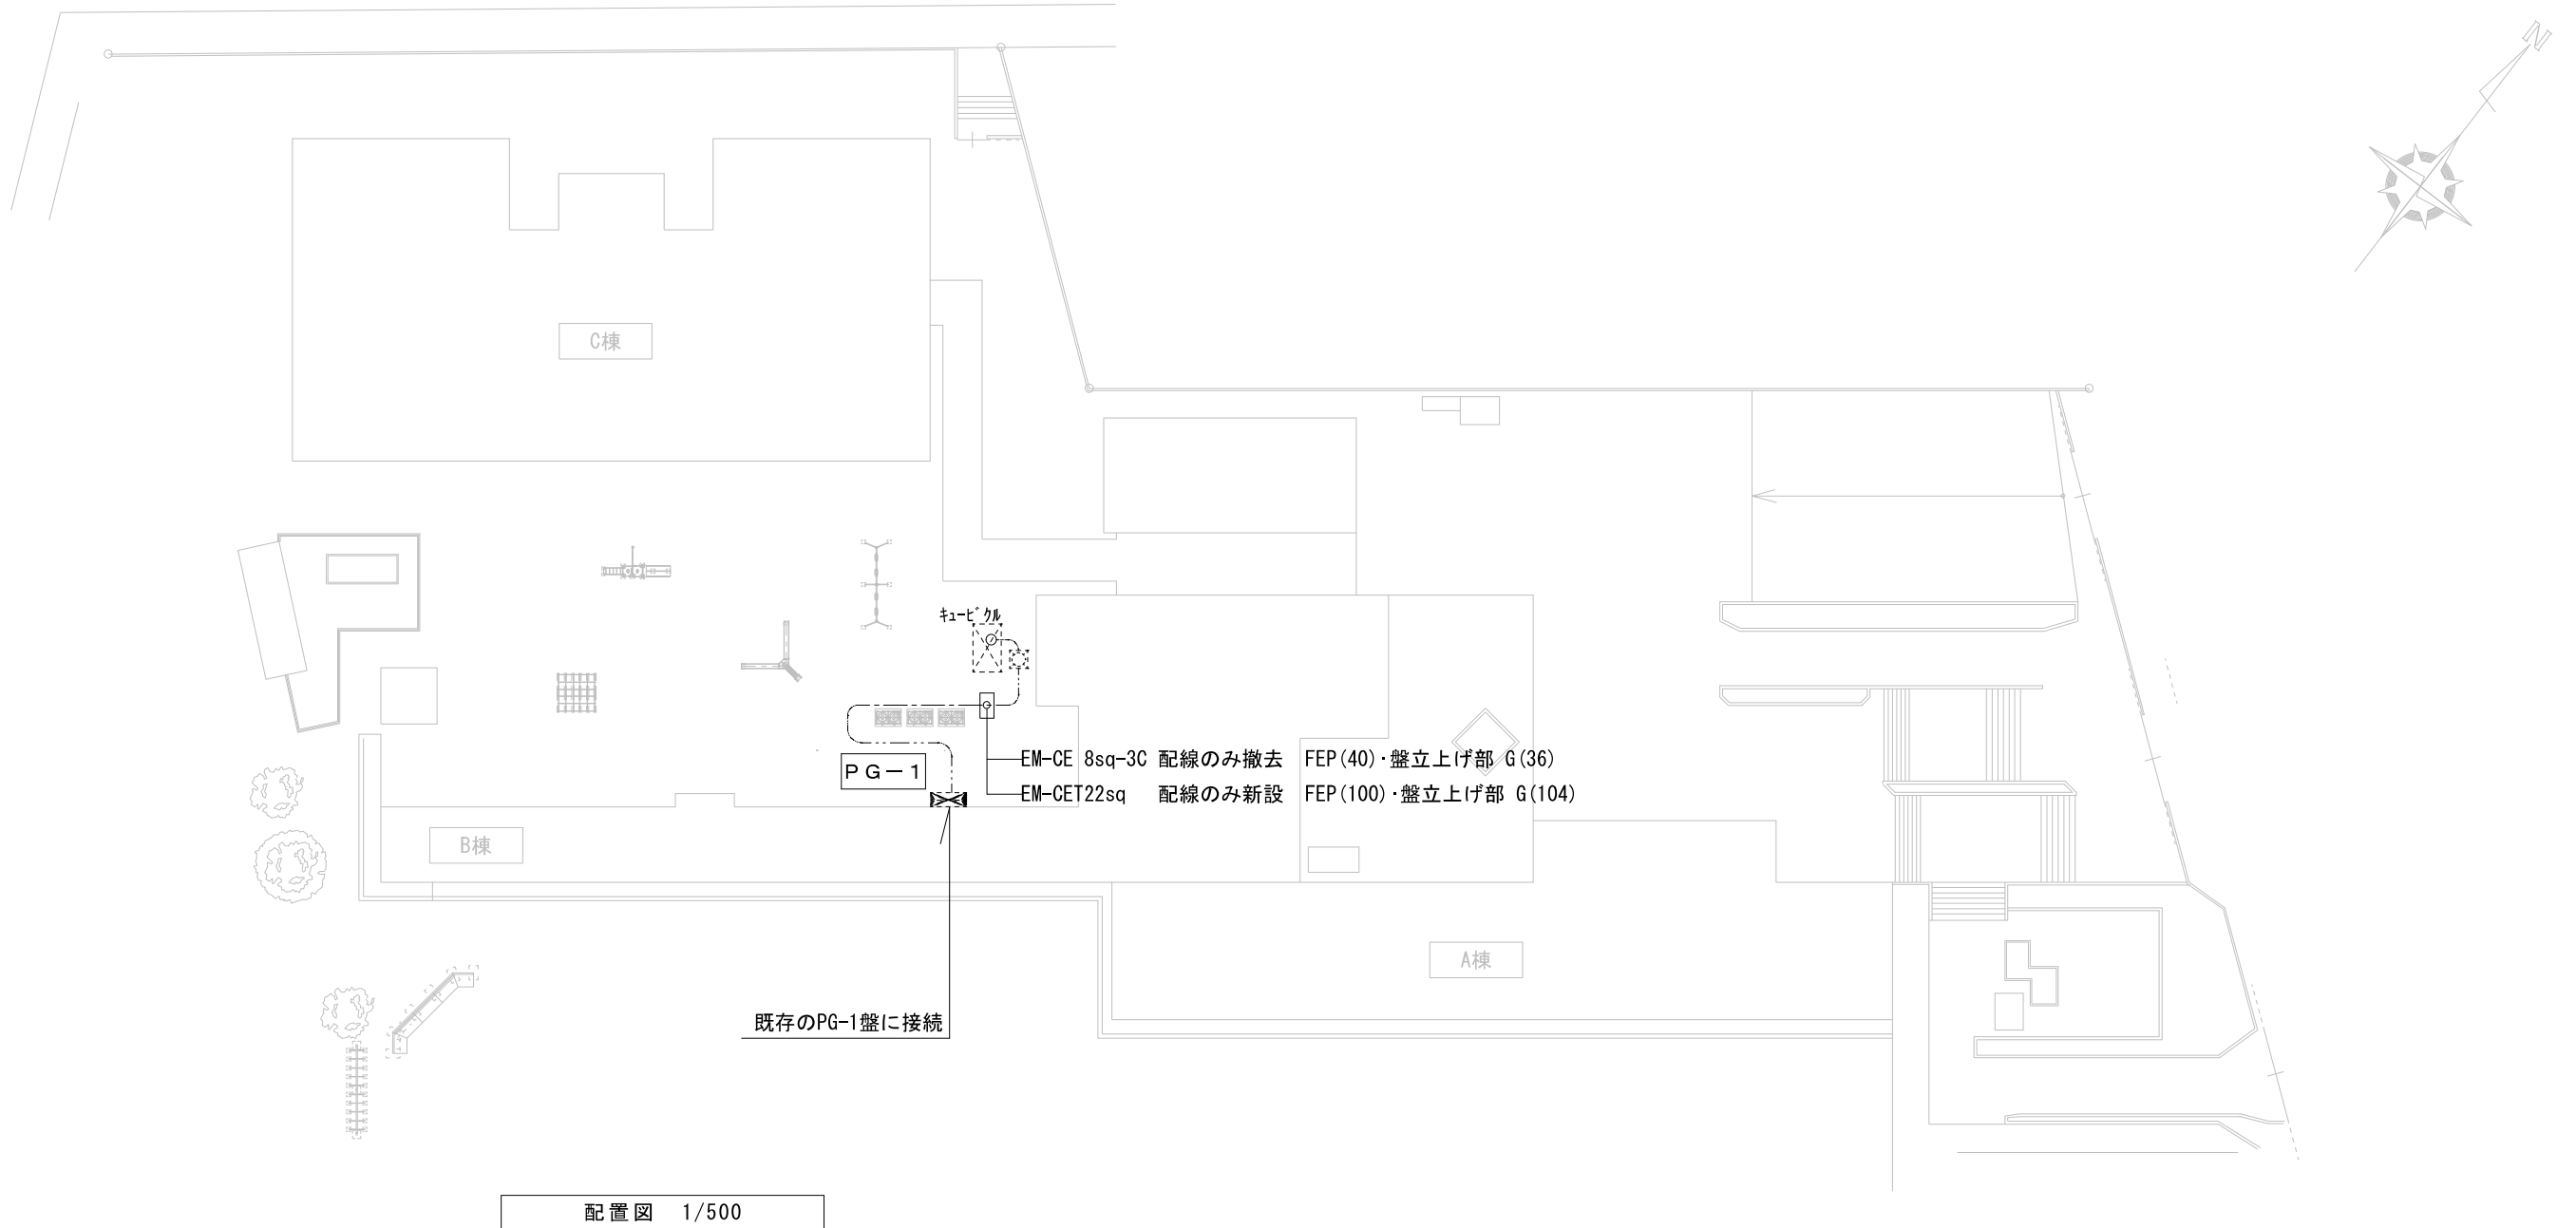 N
C棟
ｷｭｰﾋﾞｸﾙ
EM-CE 8sq-3C 配線のみ撤去 FEP(40)・盤立上げ部 G(36)
PG－1
EM-CET22sq 配線のみ新設 FEP(100)・盤立上げ部 G(104)
B棟
A棟
既存のPG-1盤に接続
配置図 1/500